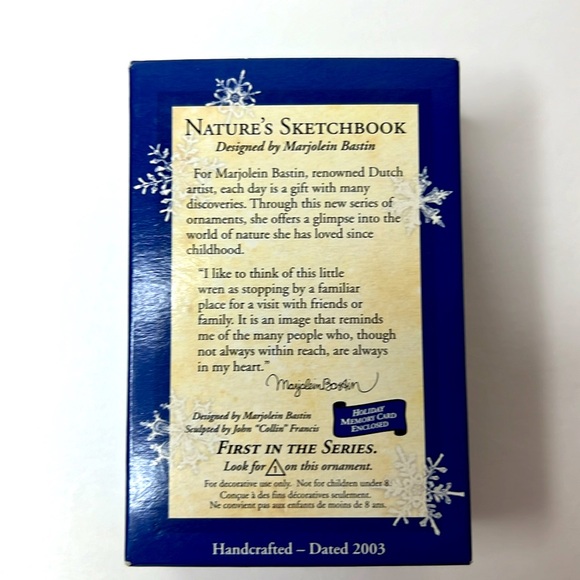 NATURE'S SKETCHBOOK
Designed by Marjolein Bastin
For Marjolein Bastin, renowned Dutch
artist, each day is a gift with many
discoveries. Through this new series of
ornaments, she offers a glimpse into the
world of nature she has loved since
childhood.
"I like to think of this little
wren as stopping by a familiar
place for a visit with friends or
family. It is an image that reminds
me of the many people who, though
not always within reach, are always
in my heart."
Marjolein Bastin
Designed by Marjolein Bastin
Sculpted by John "Collin" Francis
HOLIDAY
MEMORY CARD
ENCLOSED
FIRST IN THE SERIES.
Look for 1 on this ornament.
For decorative use only. Not for children under 8.
Conçue à des fins décoratives seulement.
Ne convient pas aux enfants de moins de 8 ans.
Handcrafted – Dated 2003